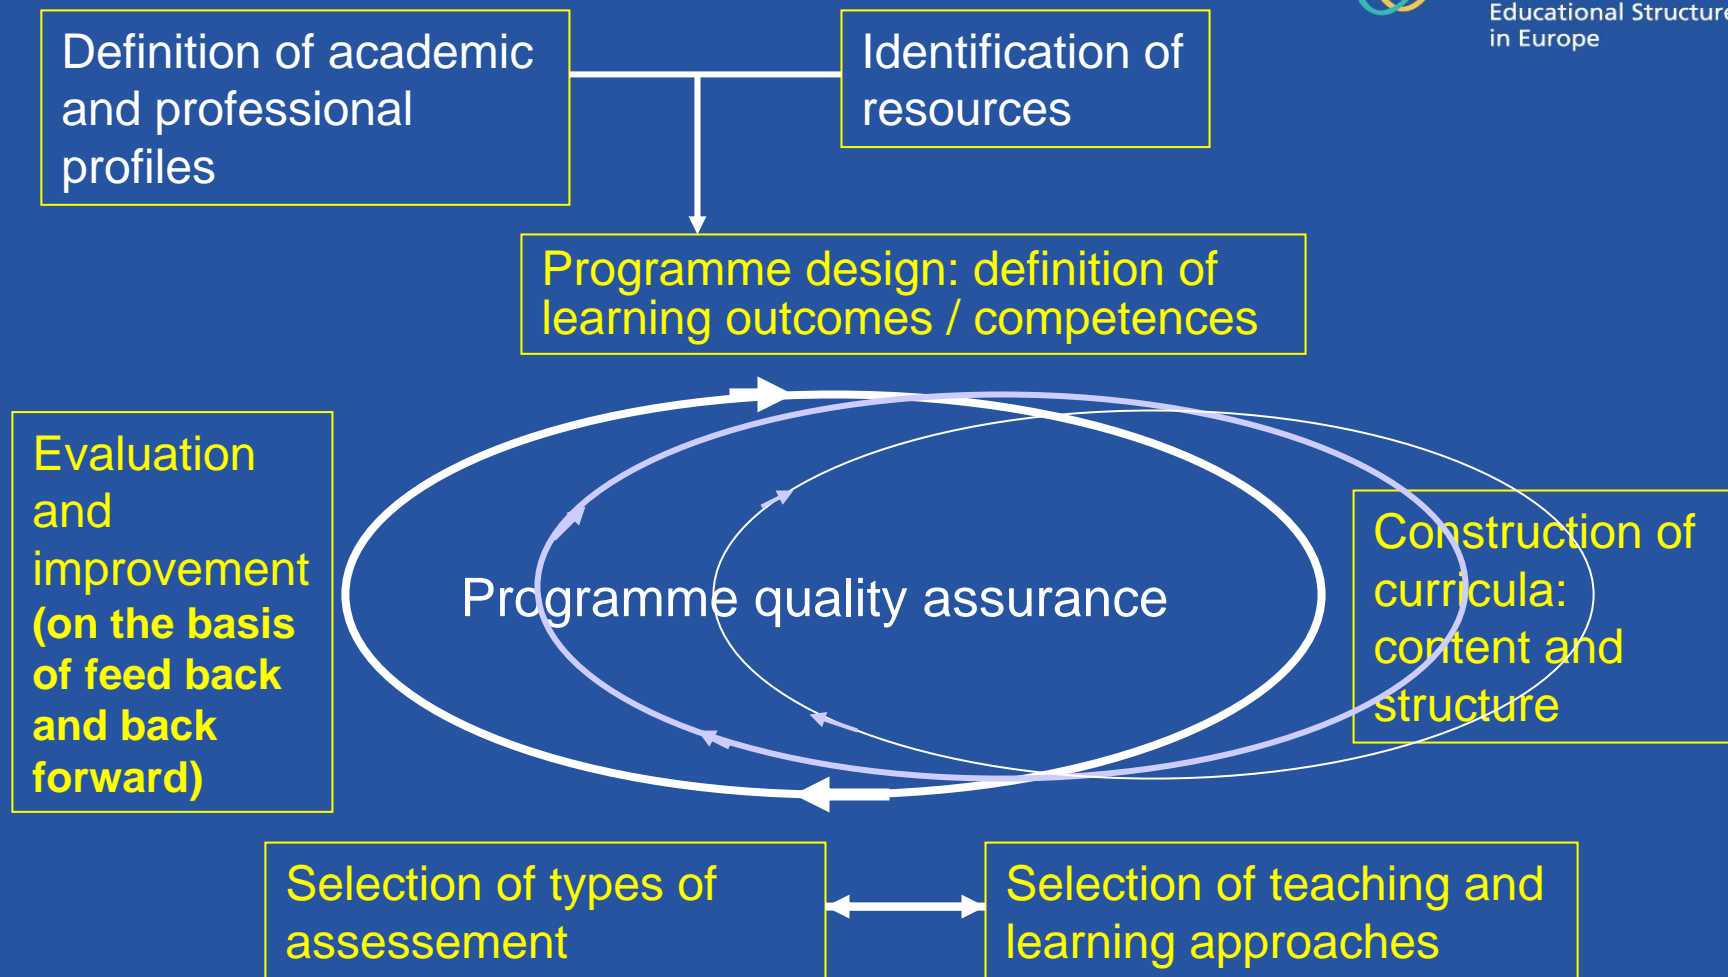 Educational Structure
in Europe
Definition of academic
and professional
profiles
Identification of
resources
Programme design: definition of
learning outcomes / competences
Evaluation
and
improvement
(on the basis
of feed back
and back
forward)
Programme quality assurance
Construction of
curricula:
content and
structure
Selection of types of
assessement
Selection of teaching and
learning approaches